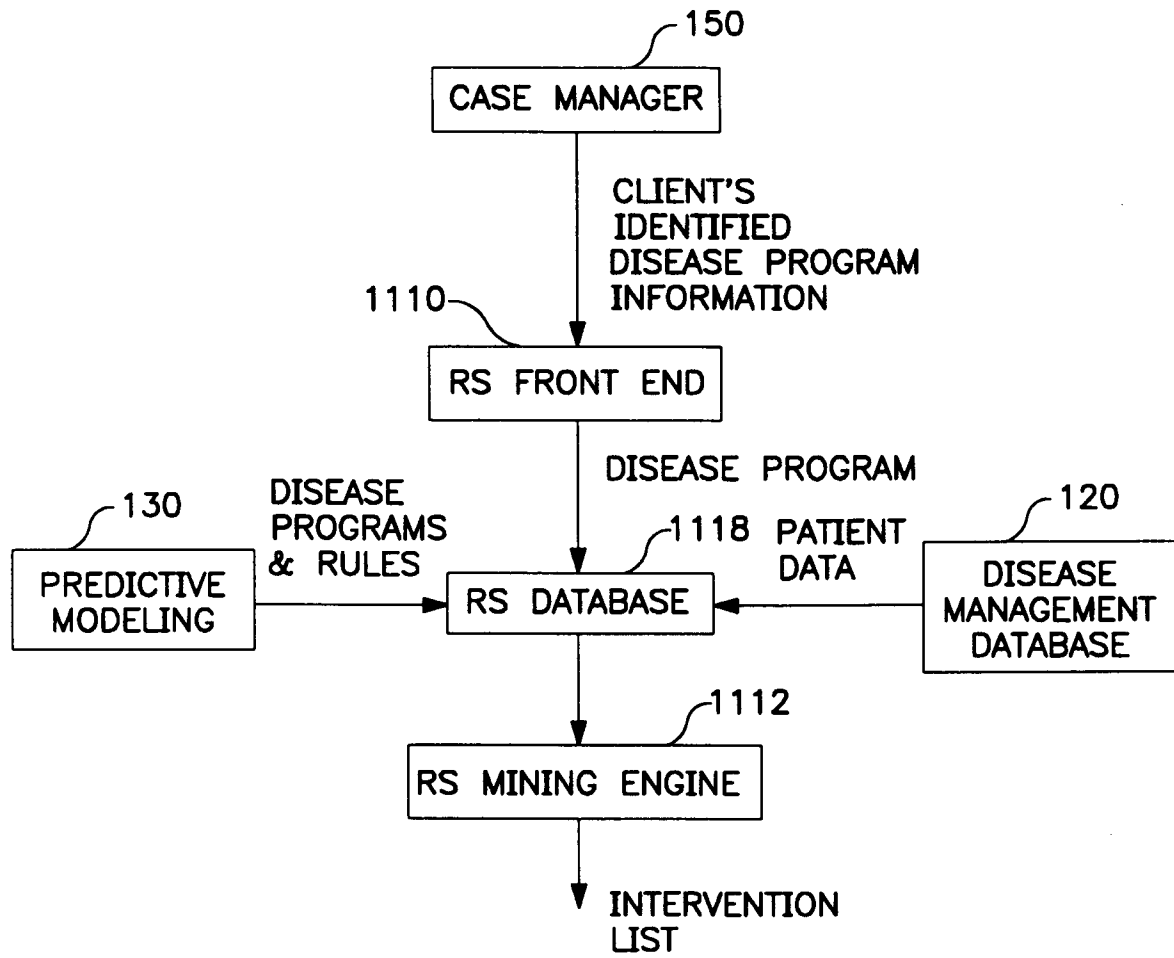 150
CASE MANAGER
CLIENT'S
IDENTIFIED
DISEASE PROGRAM
INFORMATION
1110
RS FRONT END
DISEASE PROGRAM
130
DISEASE
PROGRAMS
& RULES
1118
PATIENT
DATA
120
PREDICTIVE
MODELING
RS DATABASE
DISEASE
MANAGEMENT
DATABASE
1112
RS MINING ENGINE
INTERVENTION
LIST